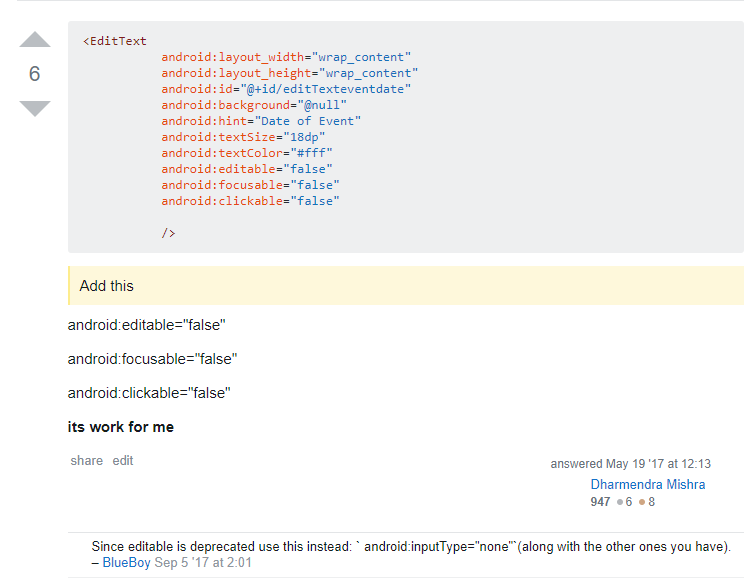 <EditText
android:layout_width="wrap_content"
android:layout_height="wrap_content"
android:id="@+id/editTexteventdate"
android:background="@null"
android:hint="Date of Event"
android:textSize="18dp"
android:textColor="#fff"
android:editable="false"
android:focusable="false"
android:clickable="false"
/>
6
Add this
android:editable="false"
android:focusable="false"
android:clickable="false"
its work for me
share edit
answered May 19 '17 at 12:13
Dharmendra Mishra
947 ●6 ●8
Since editable is deprecated use this instead: ` android:inputType="none"`(along with the other ones you have).
– BlueBoy Sep 5 '17 at 2:01